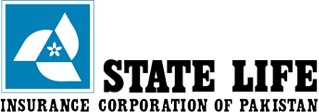 STATE LIFE
INSURANCE CORPORATION OF PAKISTAN